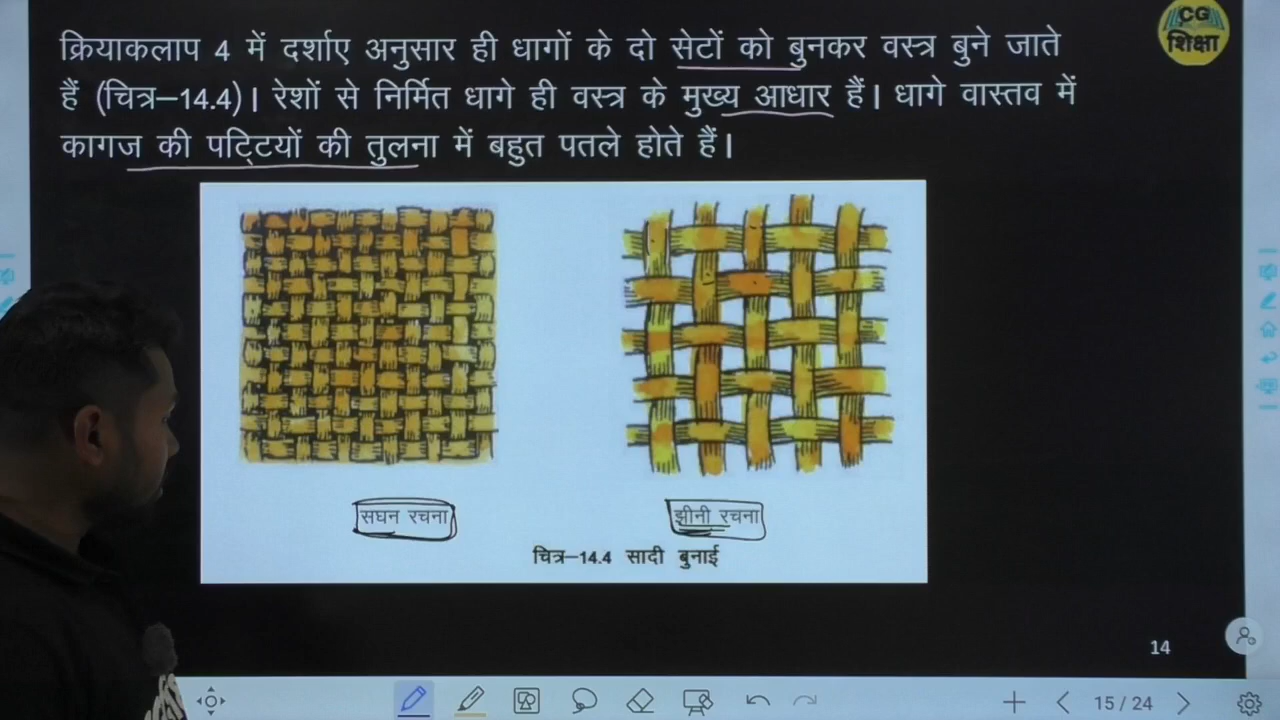 CG
शिक्षा
क्रियाकलाप 4 में दर्शाए अनुसार ही धागों के दो सेटों को बुनकर वस्त्र बुने जाते
हैं (चित्र–14.4)। रेशों से निर्मित धागे ही वस्त्र के मुख्य आधार हैं। धागे वास्तव में
कागज की पट्टियों की तुलना में बहुत पतले होते हैं।
सघन रचना
झीनी रचना
चित्र–14.4 सादी बुनाई
14
15 / 24